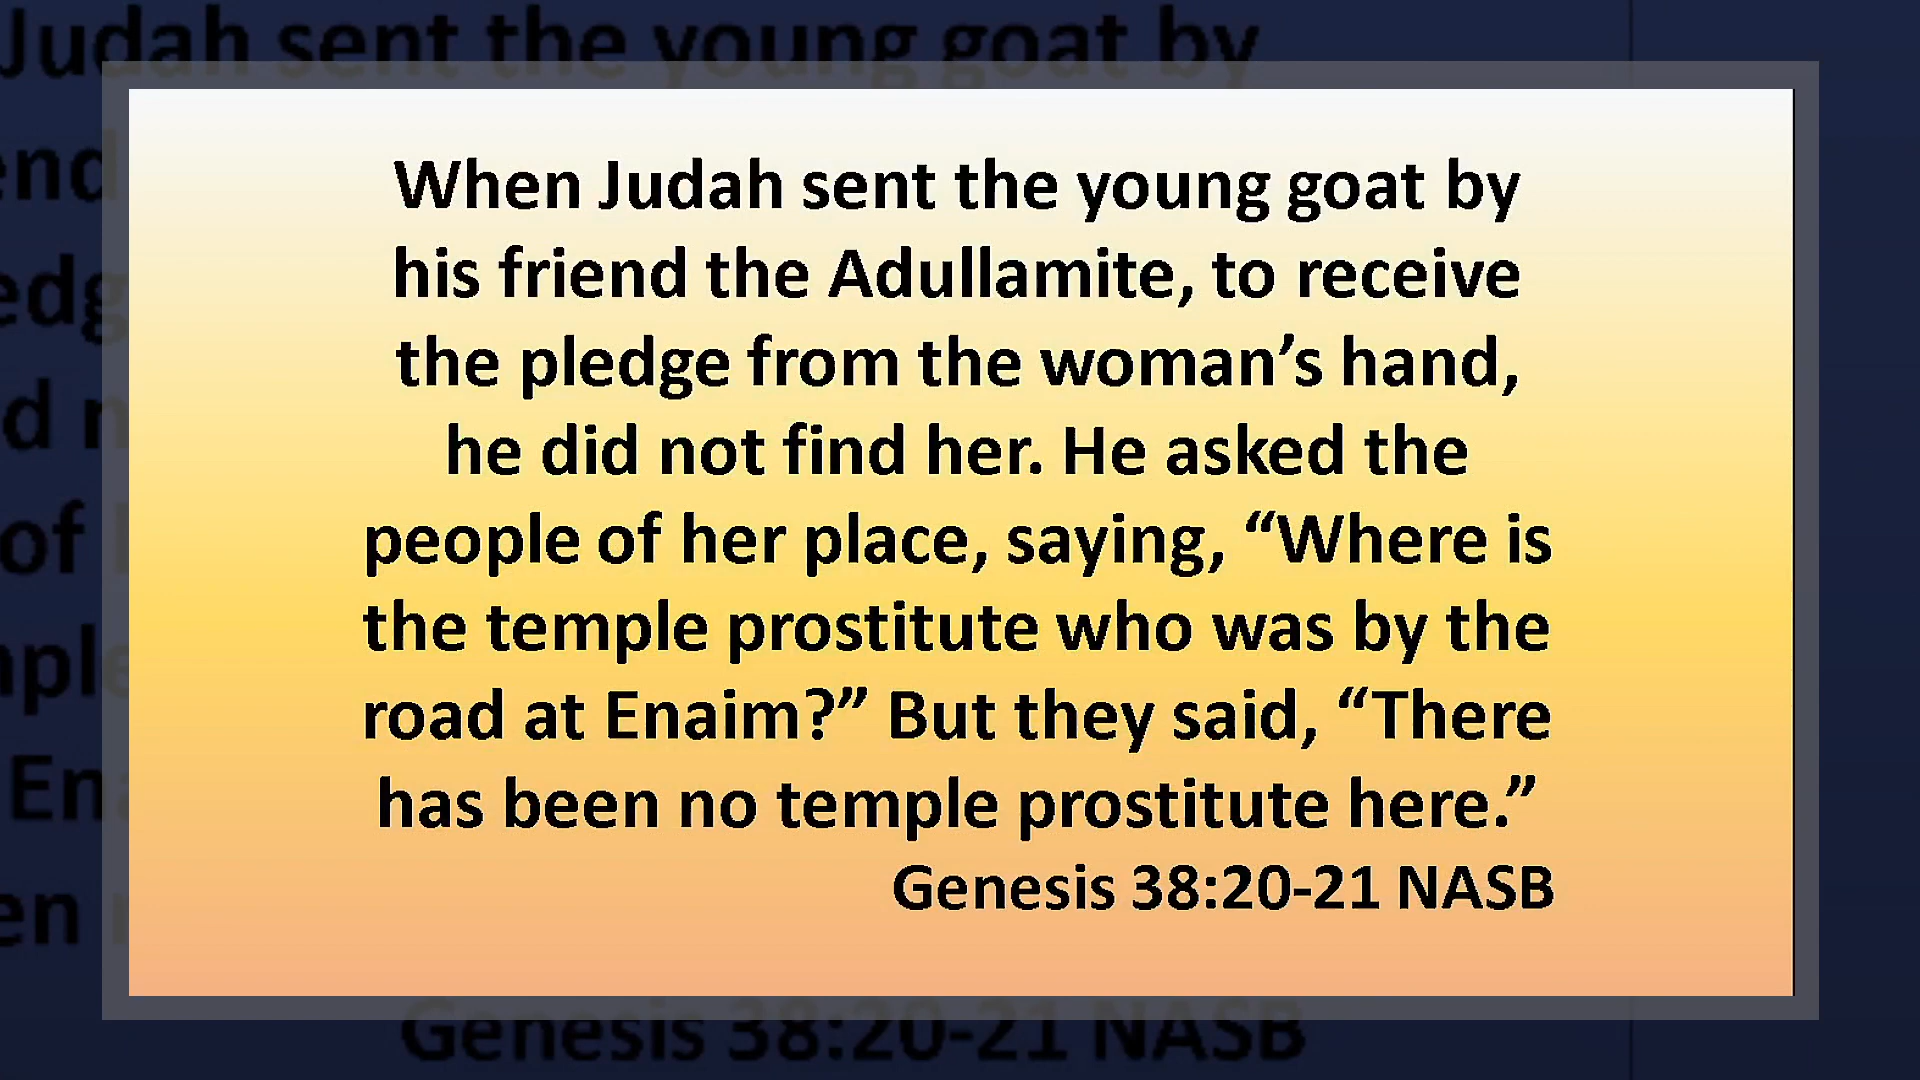 When Judah sent the young goat by
his friend the Adullamite, to receive
the pledge from the woman’s hand,
he did not find her. He asked the
people of her place, saying, “Where is
the temple prostitute who was by the
road at Enaim?” But they said, “There
has been no temple prostitute here.”
Genesis 38:20-21 NASB